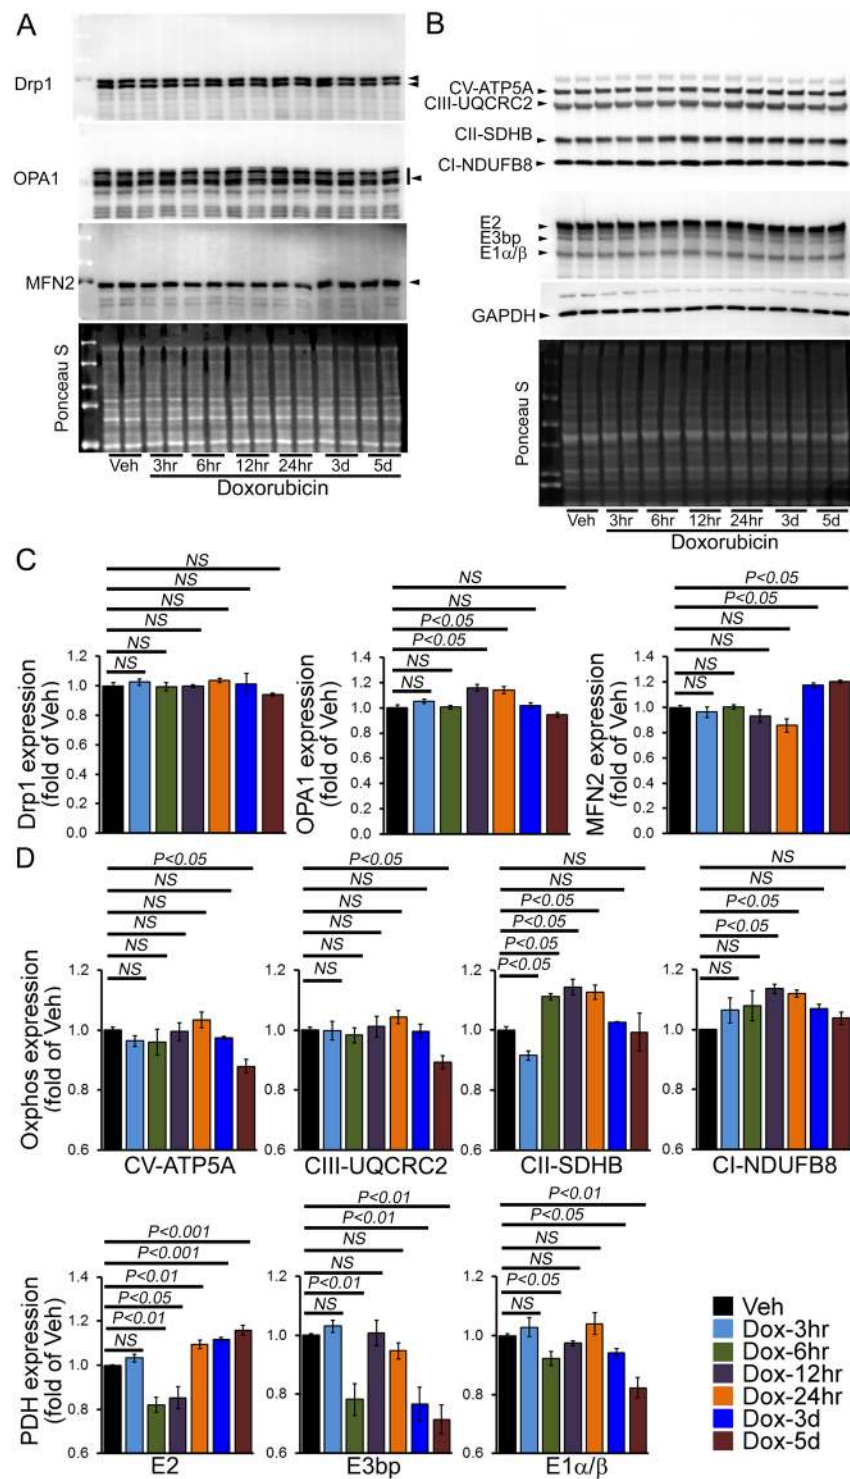 A
Drp1
OPA1
MFN2
Ponceau S
Veh 3hr 6hr 12hr 24hr 3d 5d
Doxorubicin
B
CV-ATP5A
CIII-UQCRC2
CII-SDHB
CI-NDUFB8
E2
E3bp
E1α/β
GAPDH
Ponceau S
Veh 3hr 6hr 12hr 24hr 3d 5d
Doxorubicin
C
NS
NS
NS
NS
NS
NS
Drp1 expression
(fold of Veh)
1.2
1.0
0.8
0.6
0.4
0.2
0.0
NS
NS
P<0.05
P<0.05
NS
NS
OPA1 expression
(fold of Veh)
1.4
1.2
1.0
0.8
0.6
0.4
0.2
0.0
P<0.05
P<0.05
NS
NS
NS
NS
MFN2 expression
(fold of Veh)
1.4
1.2
1.0
0.8
0.6
0.4
0.2
0.0
D
P<0.05
NS
NS
NS
NS
NS
Oxphos expression
(fold of Veh)
1.2
1.0
0.8
0.6
CV-ATP5A
P<0.05
NS
NS
NS
NS
NS
1.2
1.0
0.8
0.6
CIII-UQCRC2
NS
NS
P<0.05
P<0.05
P<0.05
P<0.05
1.2
1.0
0.8
0.6
CII-SDHB
NS
NS
P<0.05
P<0.05
NS
NS
1.2
1.0
0.8
0.6
CI-NDUFB8
P<0.001
P<0.001
P<0.01
P<0.05
P<0.01
NS
PDH expression
(fold of Veh)
1.4
1.2
1.0
0.8
0.6
E2
P<0.01
P<0.01
NS
NS
P<0.01
NS
1.2
1.0
0.8
0.6
E3bp
P<0.01
P<0.05
NS
NS
P<0.05
NS
1.2
1.0
0.8
0.6
E1α/β
Veh
Dox-3hr
Dox-6hr
Dox-12hr
Dox-24hr
Dox-3d
Dox-5d